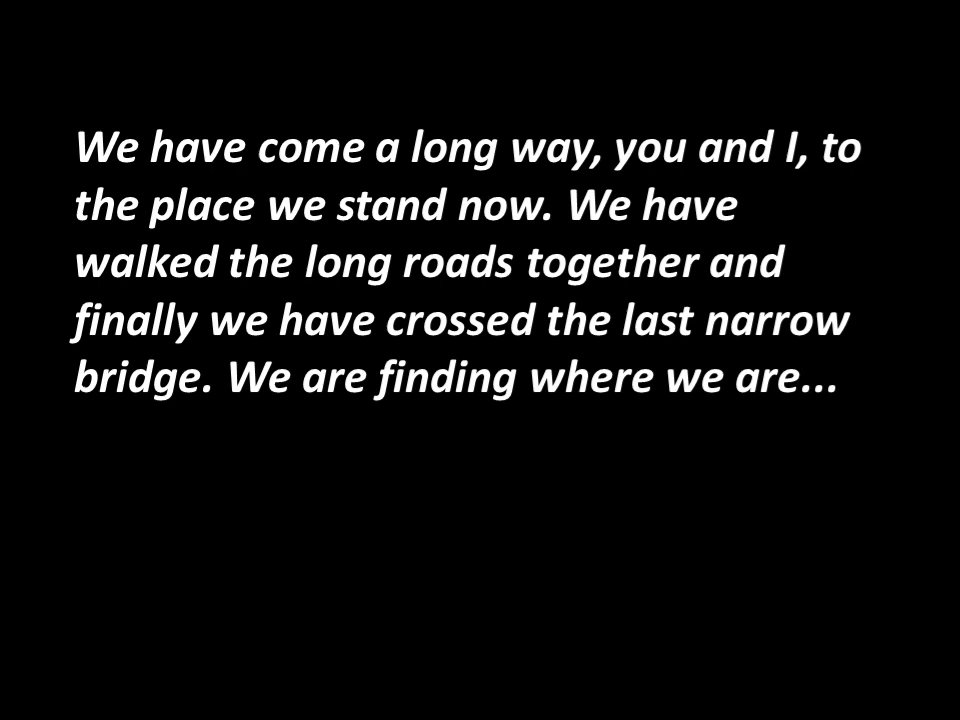 We have come a long way, you and I, to
the place we stand now. We have
walked the long roads together and
finally we have crossed the last narrow
bridge. We are finding where we are...